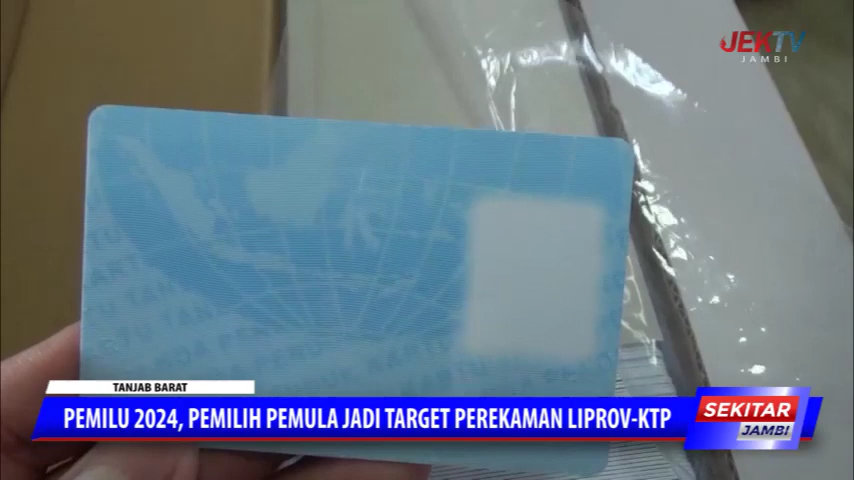 JEKTV
JAMBI
TANJAB BARAT
PEMILU 2024, PEMILIH PEMULA JADI TARGET PEREKAMAN LIPROV-KTP
SEKITAR
JAMBI